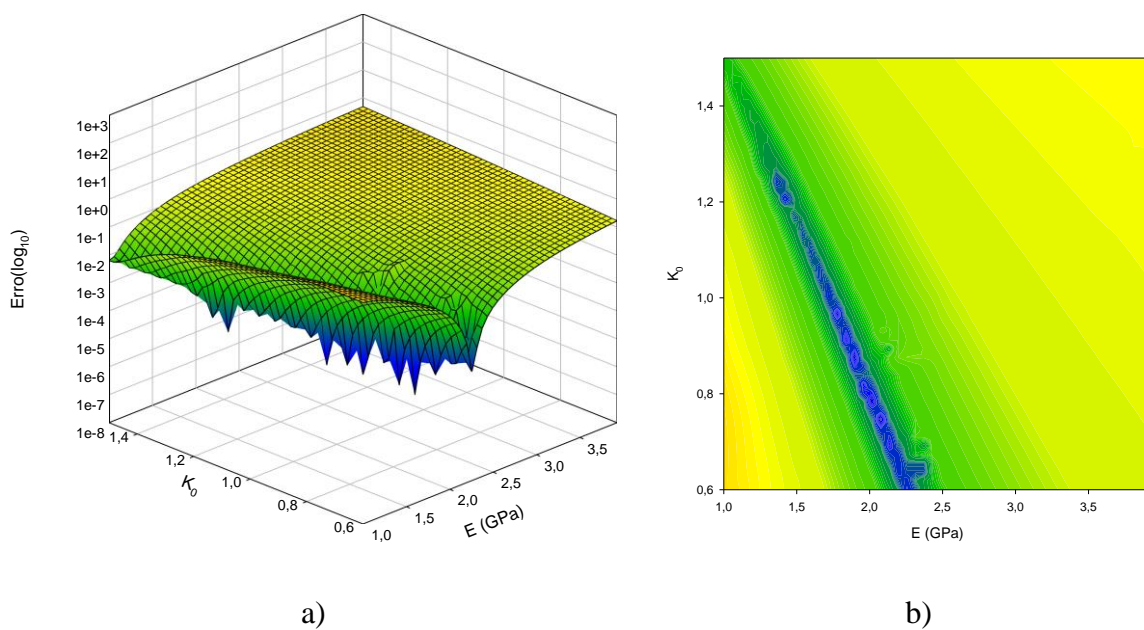 1e+3
1e+2
1e+1
1e+0
1e-1
1e-2
1e-3
1e-4
1e-5
1e-6
1e-7
1e-8
Erro(log10)
1,4
1,2
1,0
0,8
0,6
K0
1,0
1,5
2,0
2,5
3,0
3,5
E (GPa)
a)
1,4
1,2
1,0
0,8
0,6
K0
1,0
1,5
2,0
2,5
3,0
3,5
E (GPa)
b)